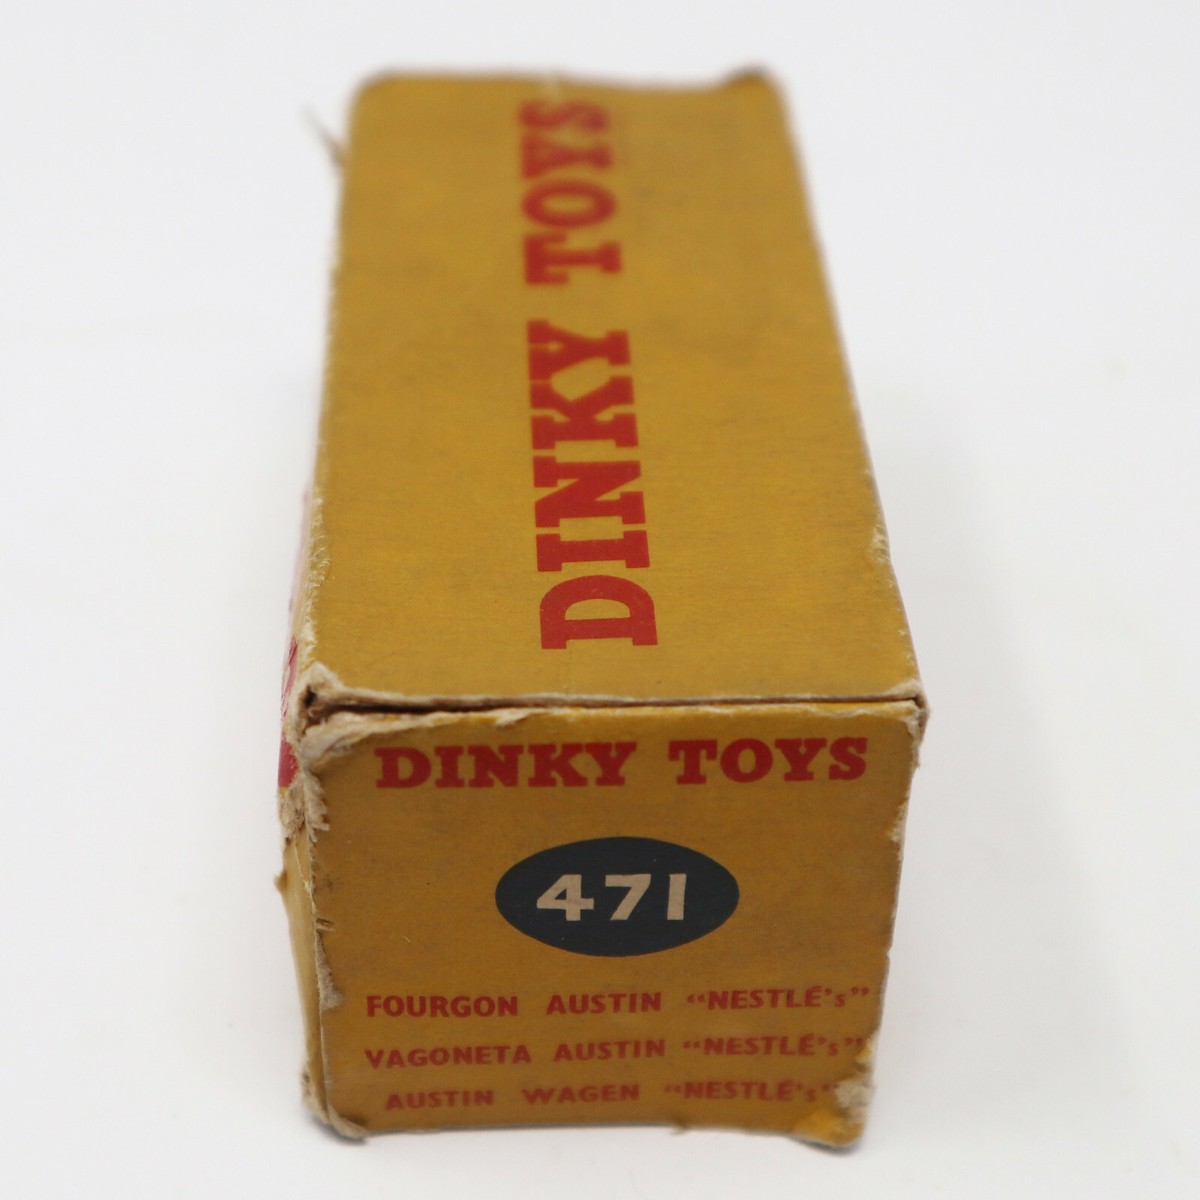 DINKY TOYS
DINKY TOYS
471
FOURGON AUSTIN "NESTLÉ's"
VAGONETA AUSTIN "NESTLÉ's"
AUSTIN WAGEN "NESTLÉ's"